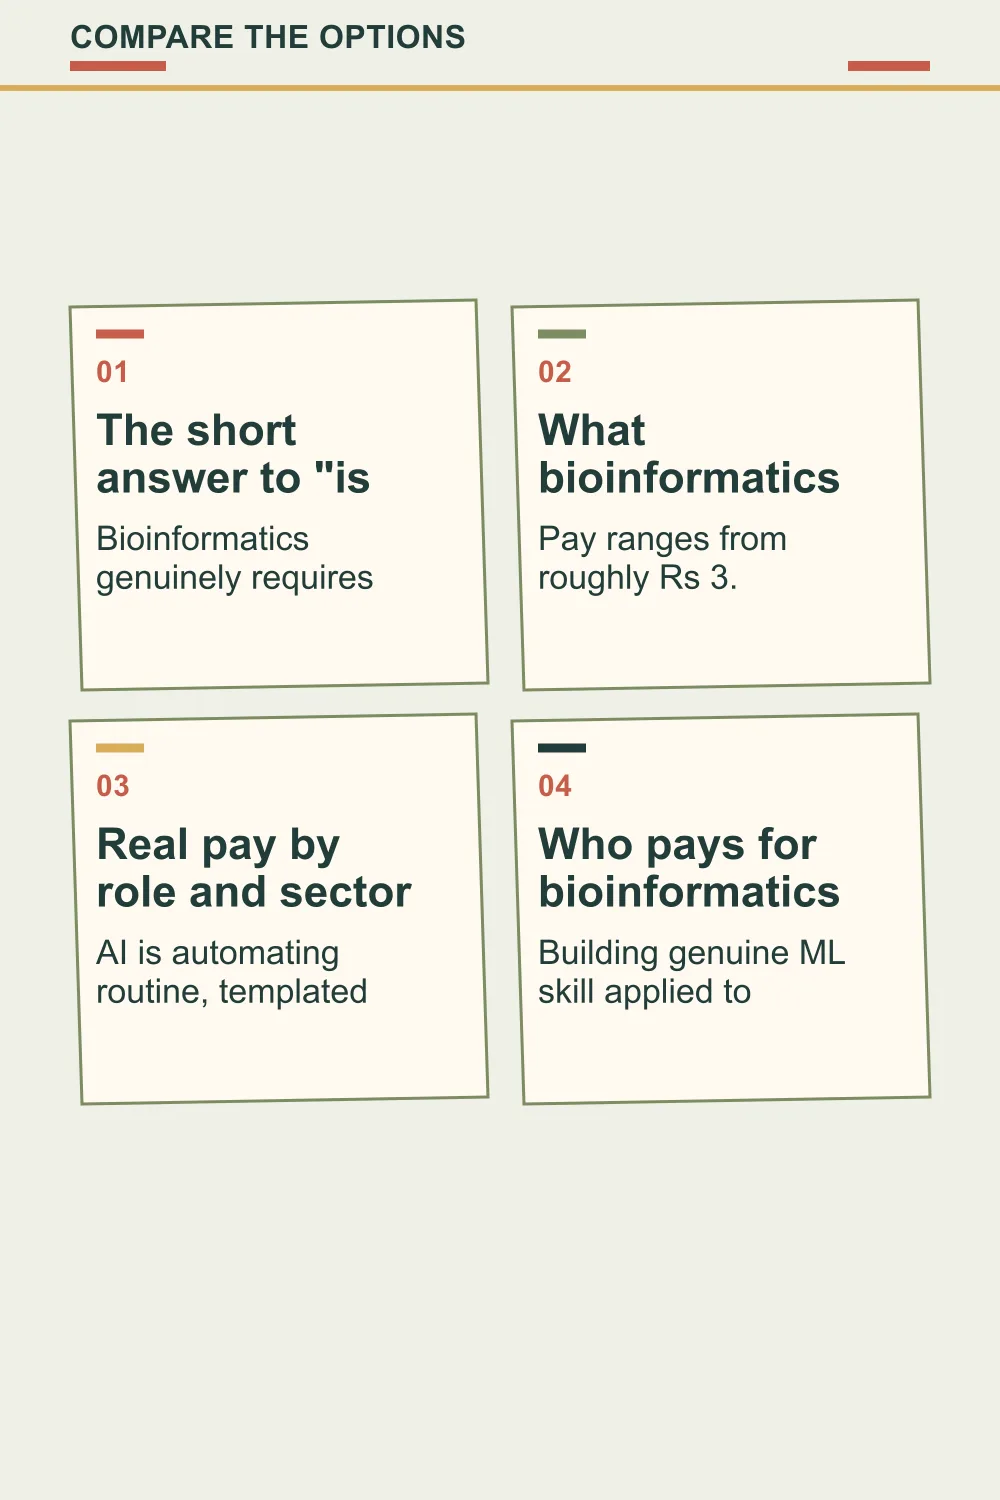 COMPARE THE OPTIONS
01
The short
answer to "is
Bioinformatics
genuinely requires
02
What
bioinformatics
Pay ranges from
roughly Rs 3.
03
Real pay by
role and sector
AI is automating
routine, templated
04
Who pays for
bioinformatics
Building genuine ML
skill applied to